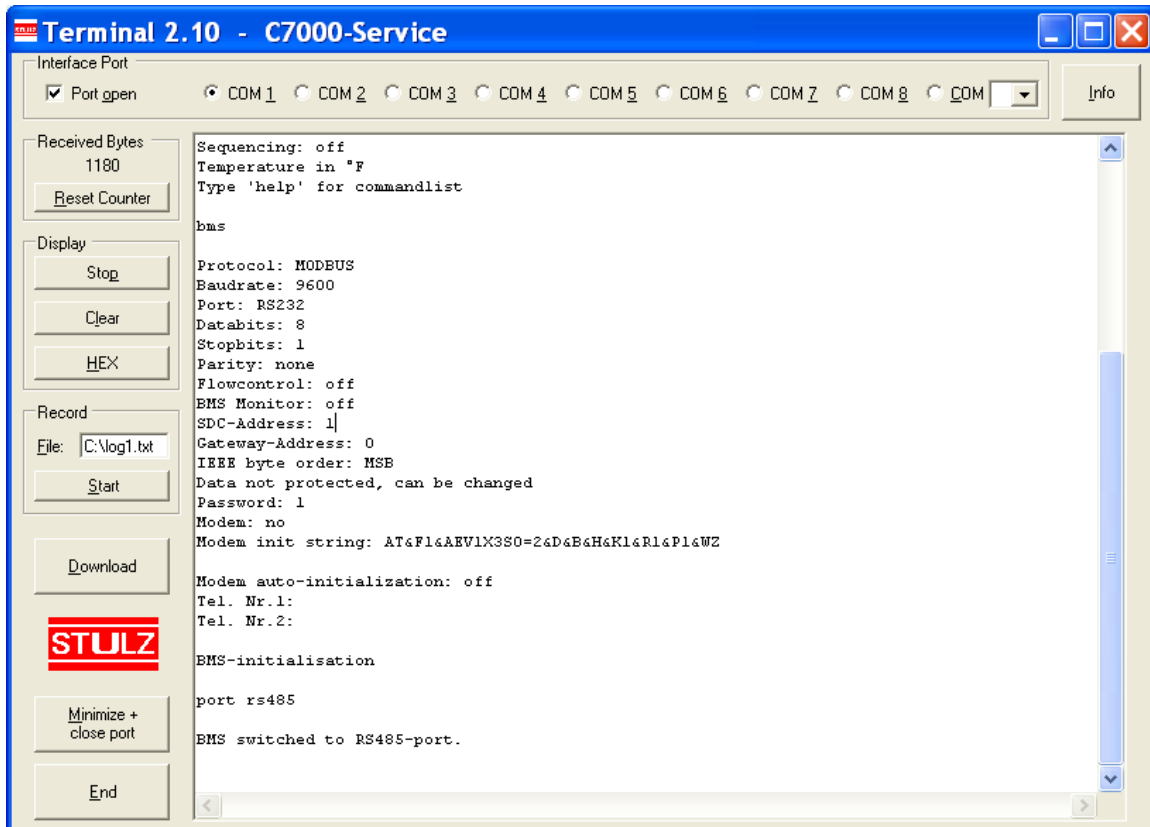 Terminal 2.10 - C7000-Service
Interface Port
Port open COM 1 COM 2 COM 3 COM 4 COM 5 COM 6 COM 7 COM 8 COM Info
Received Bytes
1180
Reset Counter
Display
Stop
Clear
HEX
Record
File: C:\log1.txt
Start
Download
STULZ
Minimize +
close port
End
Sequencing: off
Temperature in °F
Type 'help' for commandlist
bms
Protocol: MODBUS
Baudrate: 9600
Port: RS232
Databits: 8
Stopbits: 1
Parity: none
Flowcontrol: off
BMS Monitor: off
SDC-Address: 1
Gateway-Address: 0
IEEE byte order: MSB
Data not protected, can be changed
Password: 1
Modem: no
Modem init string: AT&F1&AEV1X3S0=2&D&B&H&K1&R1&P1&WZ
Modem auto-initialization: off
Tel. Nr.1:
Tel. Nr.2:
BMS-initialisation
port rs485
BMS switched to RS485-port.